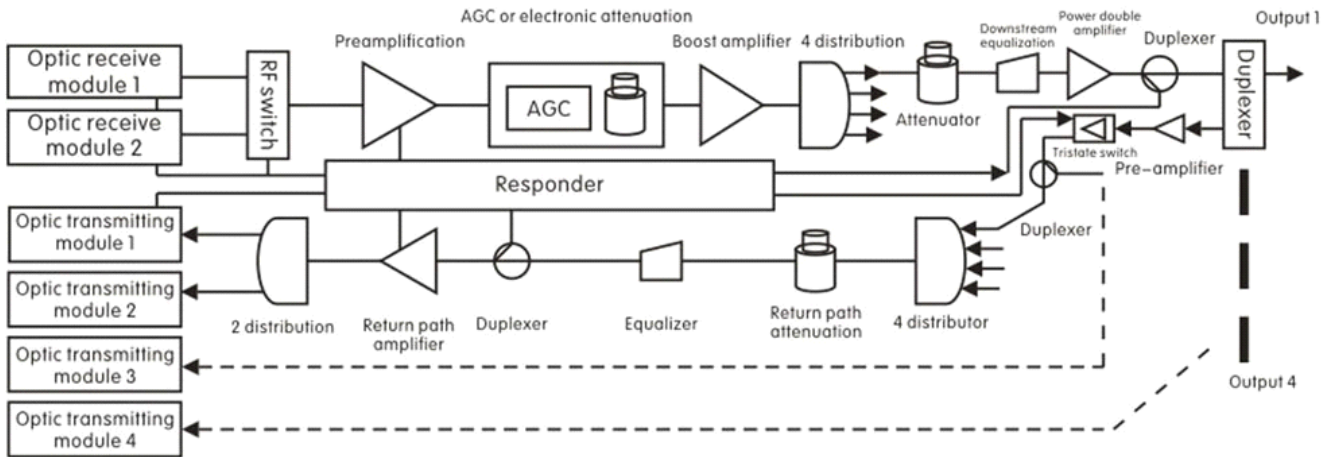 AGC or electronic attenuation
Output 1
Preamplification
Boost amplifier
4 distribution
Downstream
equalization
Power double
amplifier
Duplexer
Optic receive
module 1
RF switch
Duplexer
AGC
Attenuator
Optic receive
module 2
Tristate switch
Pre-amplifier
Responder
Optic transmitting
module 1
Duplexer
Optic transmitting
module 2
2 distribution
Return path
amplifier
Duplexer
Equalizer
Return path
attenuation
4 distributor
Optic transmitting
module 3
Output 4
Optic transmitting
module 4